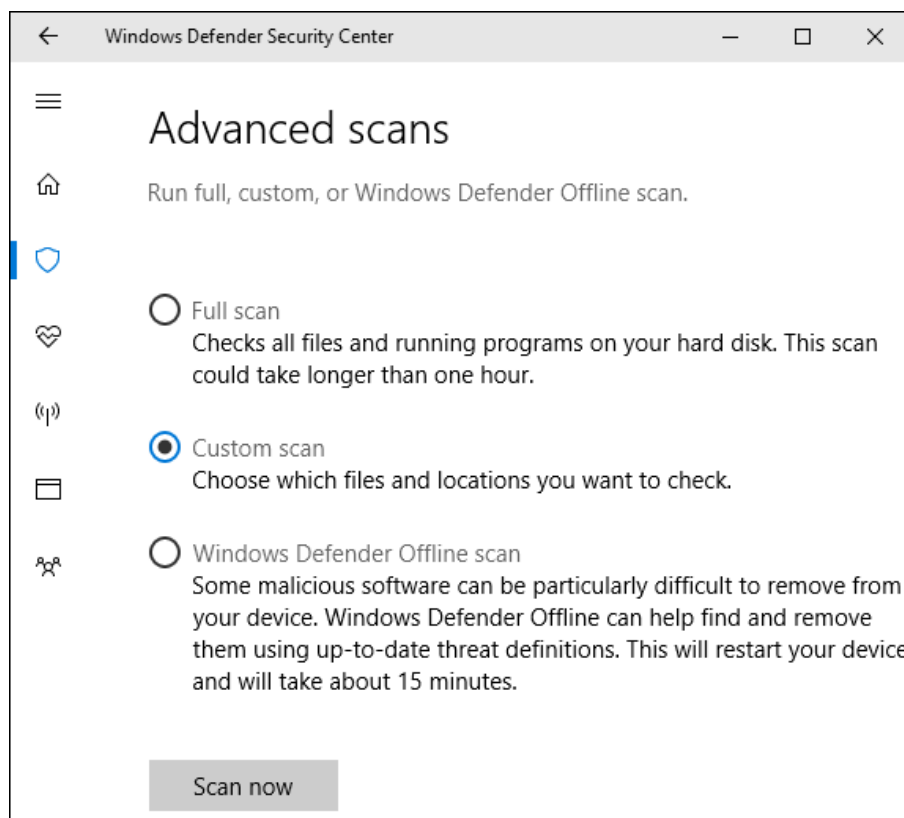 Windows Defender Security Center
Advanced scans
Run full, custom, or Windows Defender Offline scan.
Full scan
Checks all files and running programs on your hard disk. This scan
could take longer than one hour.
Custom scan
Choose which files and locations you want to check.
Windows Defender Offline scan
Some malicious software can be particularly difficult to remove from
your device. Windows Defender Offline can help find and remove
them using up-to-date threat definitions. This will restart your device
and will take about 15 minutes.
Scan now